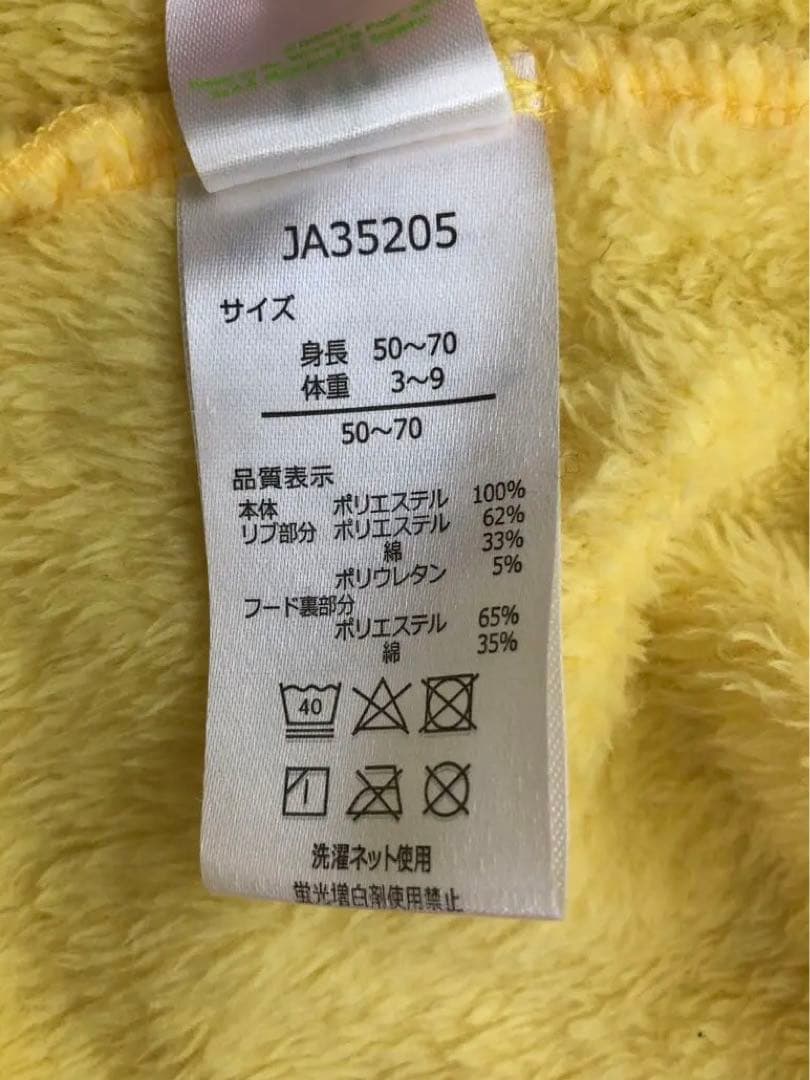 JA35205
サイズ
身長 50～70
体重 3～9
50～70
品質表示
本体 ポリエステル 100%
リブ部分 ポリエステル 62%
綿 33%
ポリウレタン 5%
フード裏部分
ポリエステル 65%
綿 35%
40
洗濯ネット使用
蛍光増白剤使用禁止